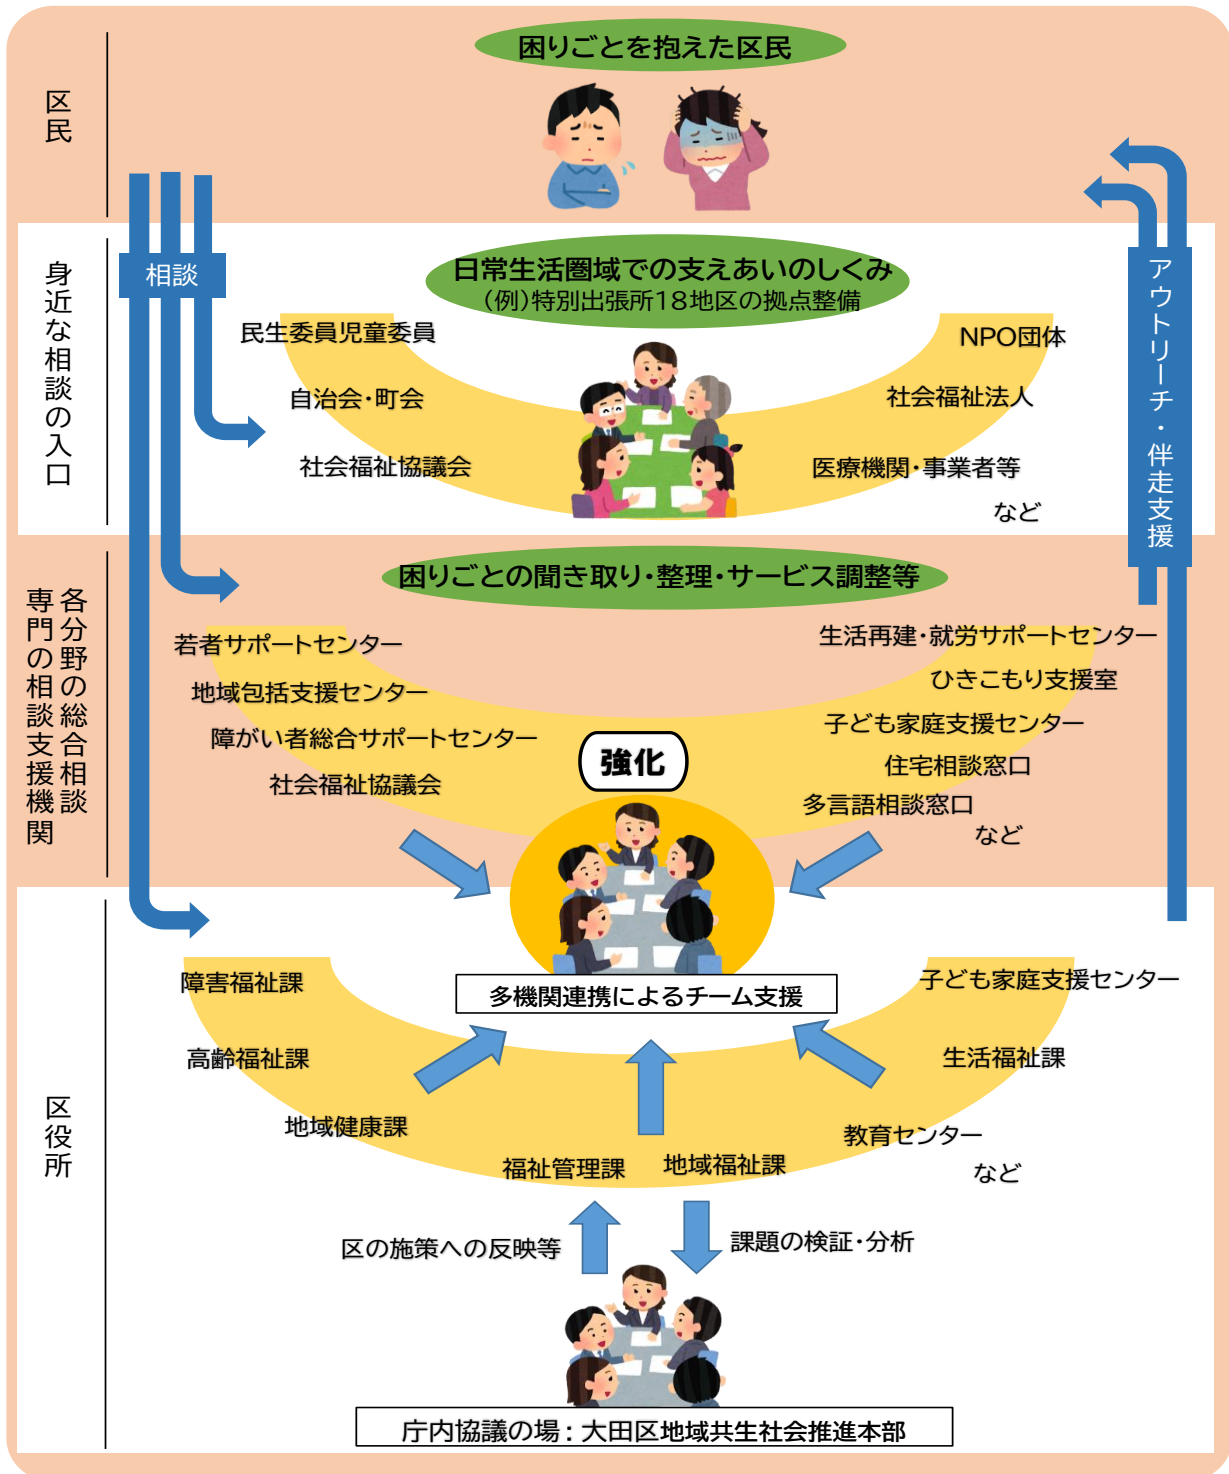 困りごとを抱えた区民
区民
相談
アウトリーチ・伴走支援
身近な相談の入口
日常生活圏域での支えあいのしくみ
（例）特別出張所18地区の拠点整備
民生委員児童委員
自治会・町会
社会福祉協議会
NPO団体
社会福祉法人
医療機関・事業者等
など
各分野の総合相談
専門の相談支援機関
困りごとの聞き取り・整理・サービス調整等
若者サポートセンター
地域包括支援センター
障がい者総合サポートセンター
社会福祉協議会
生活再建・就労サポートセンター
ひきこもり支援室
子ども家庭支援センター
住宅相談窓口
多言語相談窓口
など
強化
多機関連携によるチーム支援
区役所
障害福祉課
高齢福祉課
地域健康課
福祉管理課
地域福祉課
子ども家庭支援センター
生活福祉課
教育センター
など
区の施策への反映等
課題の検証・分析
庁内協議の場：大田区地域共生社会推進本部